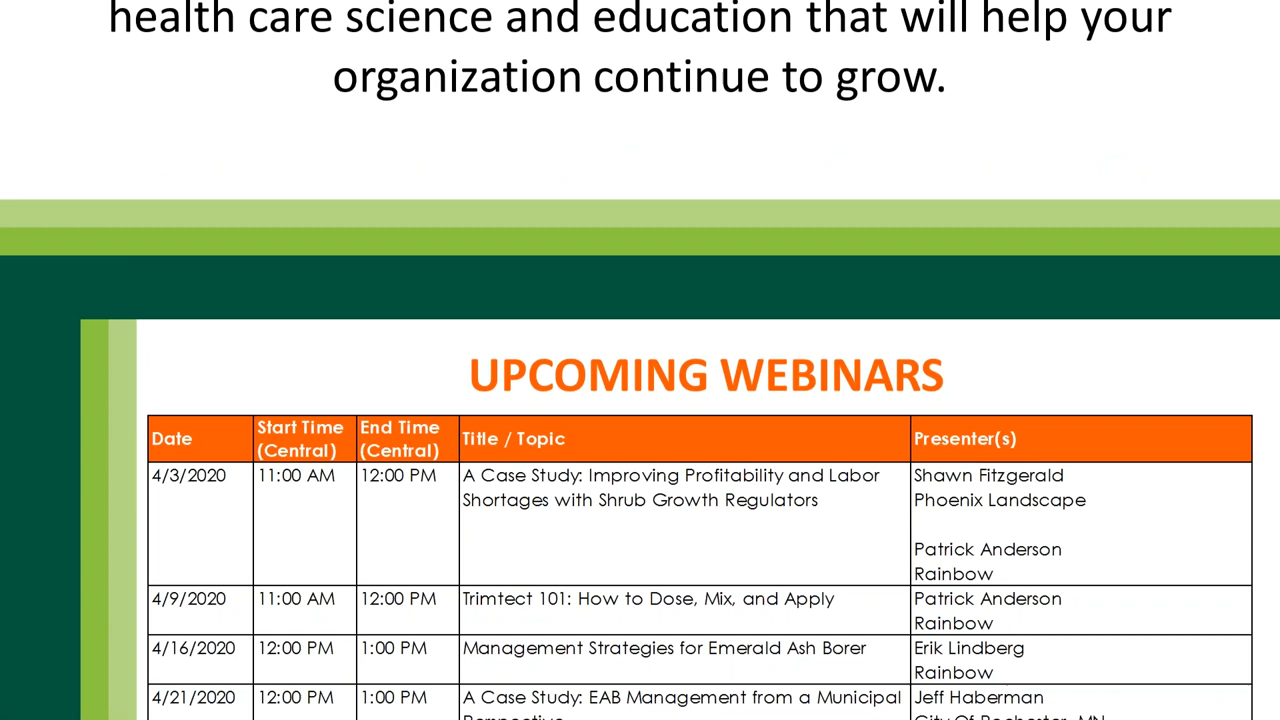 health care science and education that will help your
organization continue to grow.
UPCOMING WEBINARS
Date
Start Time
(Central)
End Time
(Central)
Title / Topic
Presenter(s)
4/3/2020
11:00 AM
12:00 PM
A Case Study: Improving Profitability and Labor
Shortages with Shrub Growth Regulators
Shawn Fitzgerald
Phoenix Landscape
Patrick Anderson
Rainbow
4/9/2020
11:00 AM
12:00 PM
Trimtect 101: How to Dose, Mix, and Apply
Patrick Anderson
Rainbow
4/16/2020
12:00 PM
1:00 PM
Management Strategies for Emerald Ash Borer
Erik Lindberg
Rainbow
4/21/2020
12:00 PM
1:00 PM
A Case Study: EAB Management from a Municipal
Perspective
Jeff Haberman
City Of Rochester, MN